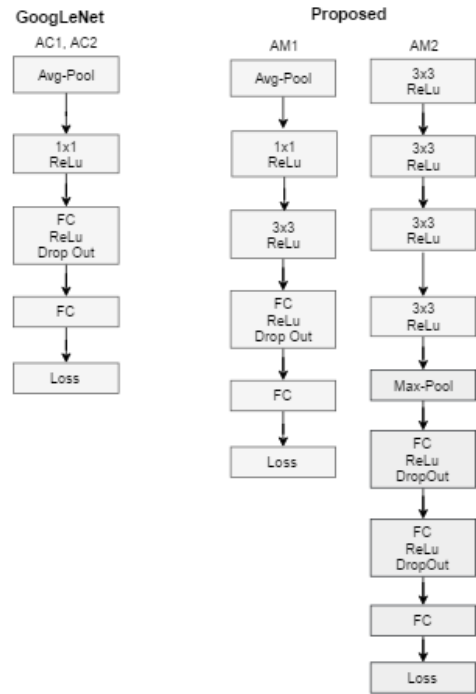 GoogLeNet
AC1, AC2
Avg-Pool
1x1
ReLu
FC
ReLu
Drop Out
FC
Loss
Proposed
AM1
Avg-Pool
1x1
ReLu
3x3
ReLu
FC
ReLu
Drop Out
FC
Loss
AM2
3x3
ReLu
3x3
ReLu
3x3
ReLu
3x3
ReLu
Max-Pool
FC
ReLu
DropOut
FC
ReLu
DropOut
FC
Loss